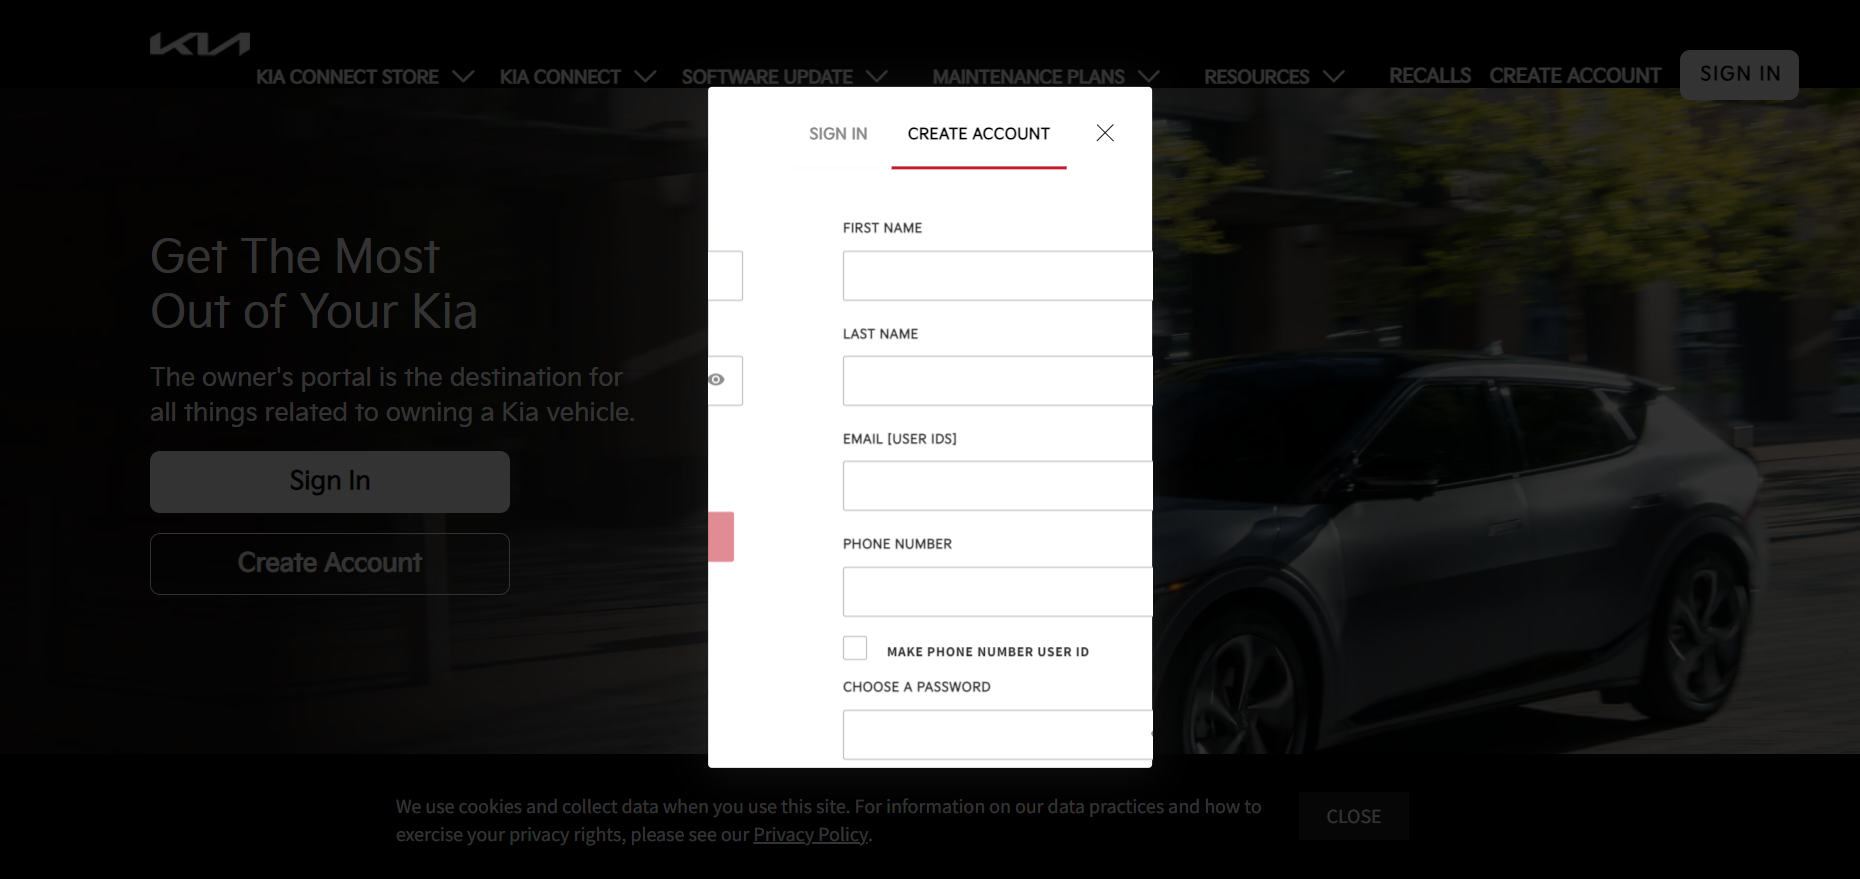 KIA
KIA CONNECT STORE KIA CONNECT SOFTWARE UPDATE MAINTENANCE PLANS RESOURCES RECALLS CREATE ACCOUNT SIGN IN
SIGN IN CREATE ACCOUNT
FIRST NAME
LAST NAME
EMAIL [USER IDS]
PHONE NUMBER
MAKE PHONE NUMBER USER ID
CHOOSE A PASSWORD
Get The Most
Out of Your Kia
The owner's portal is the destination for
all things related to owning a Kia vehicle.
Sign In
Create Account
We use cookies and collect data when you use this site. For information on our data practices and how to
exercise your privacy rights, please see our Privacy Policy.
CLOSE